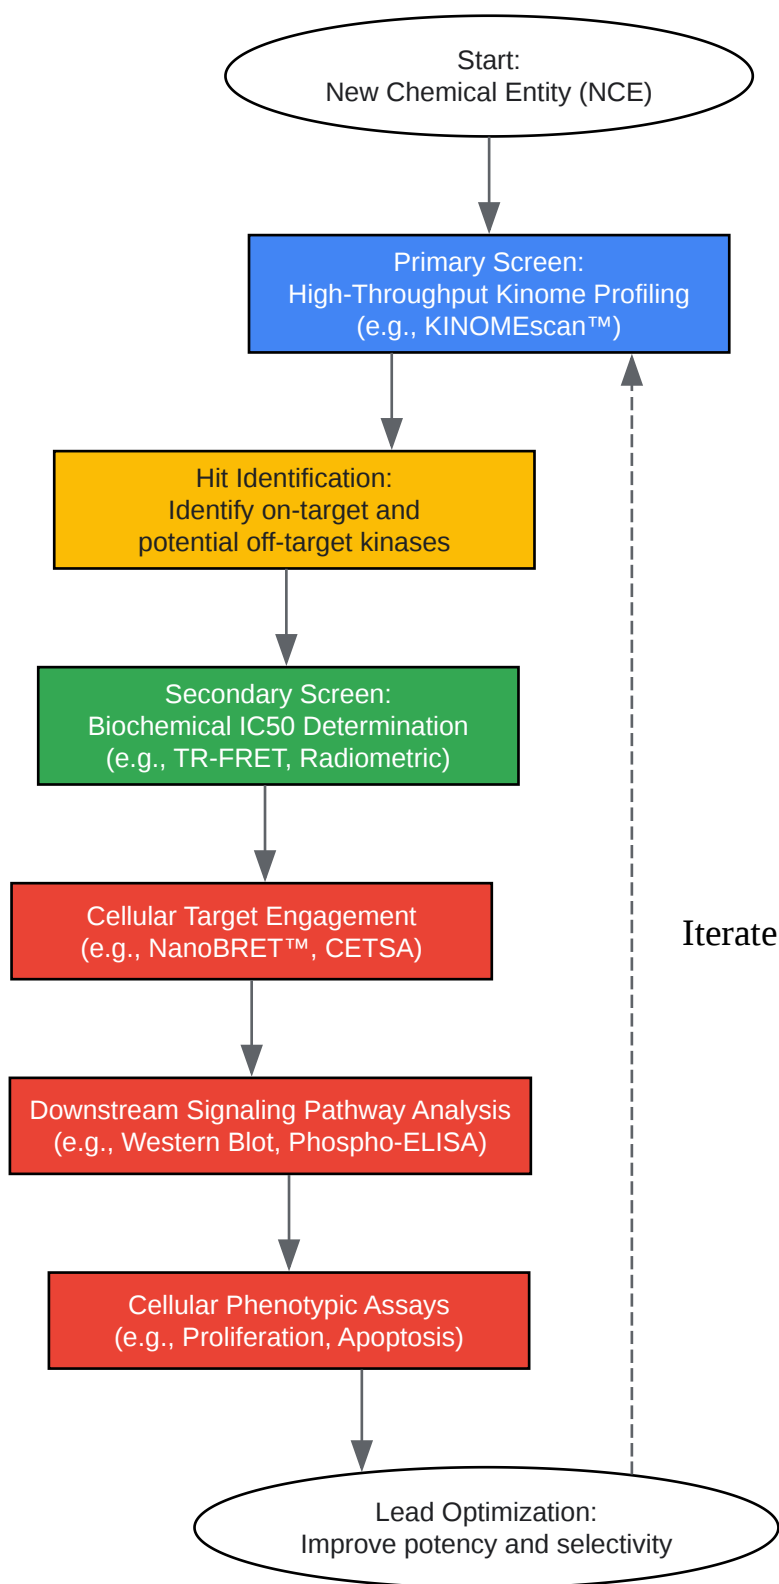 Start:
New Chemical Entity (NCE)
Primary Screen:
High-Throughput Kinome Profiling
(e.g., KINOMEscan™)
Hit Identification:
Identify on-target and
potential off-target kinases
Secondary Screen:
Biochemical IC50 Determination
(e.g., TR-FRET, Radiometric)
Cellular Target Engagement
(e.g., NanoBRET™, CETSA)
Iterate
Downstream Signaling Pathway Analysis
(e.g., Western Blot, Phospho-ELISA)
Cellular Phenotypic Assays
(e.g., Proliferation, Apoptosis)
Lead Optimization:
Improve potency and selectivity